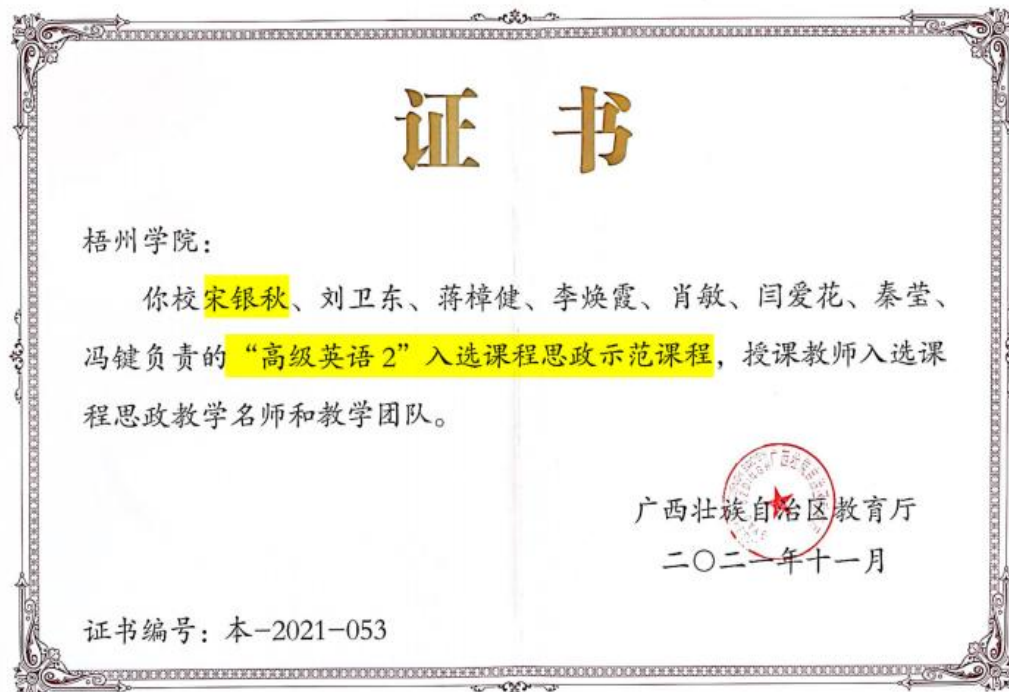 证 书
梧州学院：
你校宋银秋、刘卫东、蒋樟健、李焕霞、肖敏、闫爱花、秦莹、
冯键负责的“高级英语2”入选课程思政示范课程，授课教师入选课
程思政教学名师和教学团队。
广西壮族自治区教育厅
二〇二一年十一月
证书编号：本-2021-053